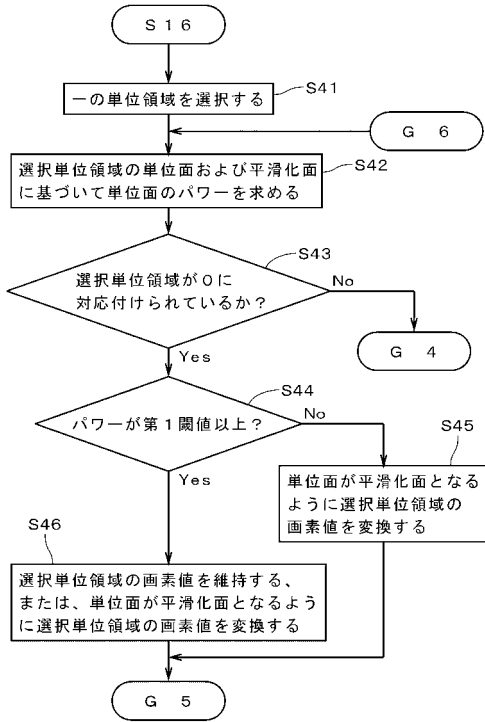 S16
S41
一の単位領域を選択する
G 6
S42
選択単位領域の単位面および平滑化面
に基づいて単位面のパワーを求める
S43
選択単位領域が0に
対応付けられているか？
No
G 4
Yes
S44
パワーが第1閾値以上？
No
S45
Yes
単位面が平滑化面となる
ように選択単位領域の
画素値を変換する
S46
選択単位領域の画素値を維持する、
または、単位面が平滑化面となるよう
に選択単位領域の画素値を変換する
G 5